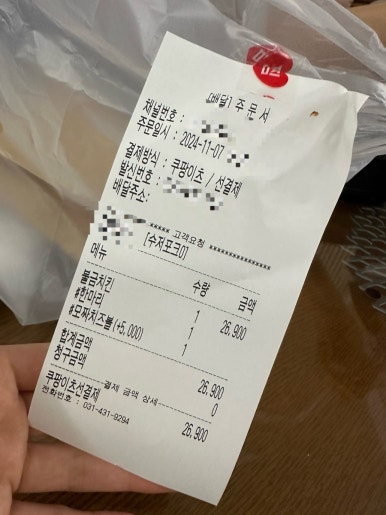 [배달] 주 문 서
채널번호 :
주문일시 : 2024-11-07
결제방식 : 쿠팡이츠 / 선결제
발신번호 :
배달주소:
***** 고객요청 ****************
[수저포크O]
메뉴 수량 금액
불금치킨 1 26,900
#한마리 1
#모짜치즈볼(+5,000) 1
합계금액 26,900
청구금액 0
결제 금액 상세
쿠팡이츠선결제 26,900
전화번호 : 031-431-9294